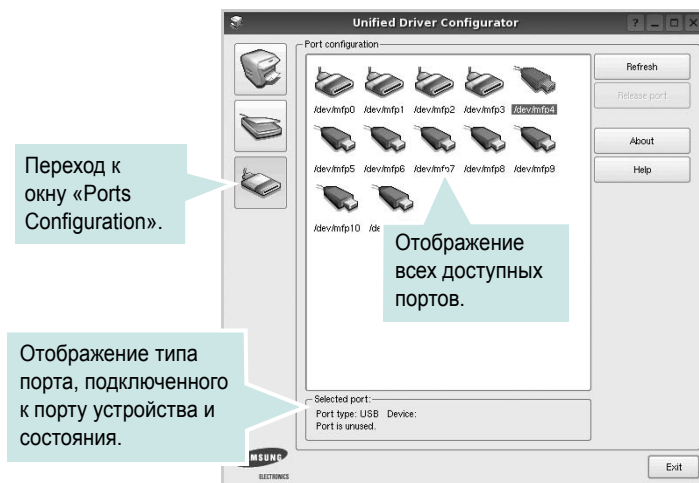 Unified Driver Configurator
Port configuration
/dev/mfp0 /dev/mfp1 /dev/mfp2 /dev/mfp3 /dev/mfp4
/dev/mfp5 /dev/mfp6 /dev/mfp7 /dev/mfp8 /dev/mfp9
/dev/mfp10
Refresh
Release port
About
Help
Переход к
окну «Ports
Configuration».
Отображение
всех доступных
портов.
Отображение типа
порта, подключенного
к порту устройства и
состояния.
Selected port:
Port type: USB Device:
Port is unused.
ELECTRONICS
Exit